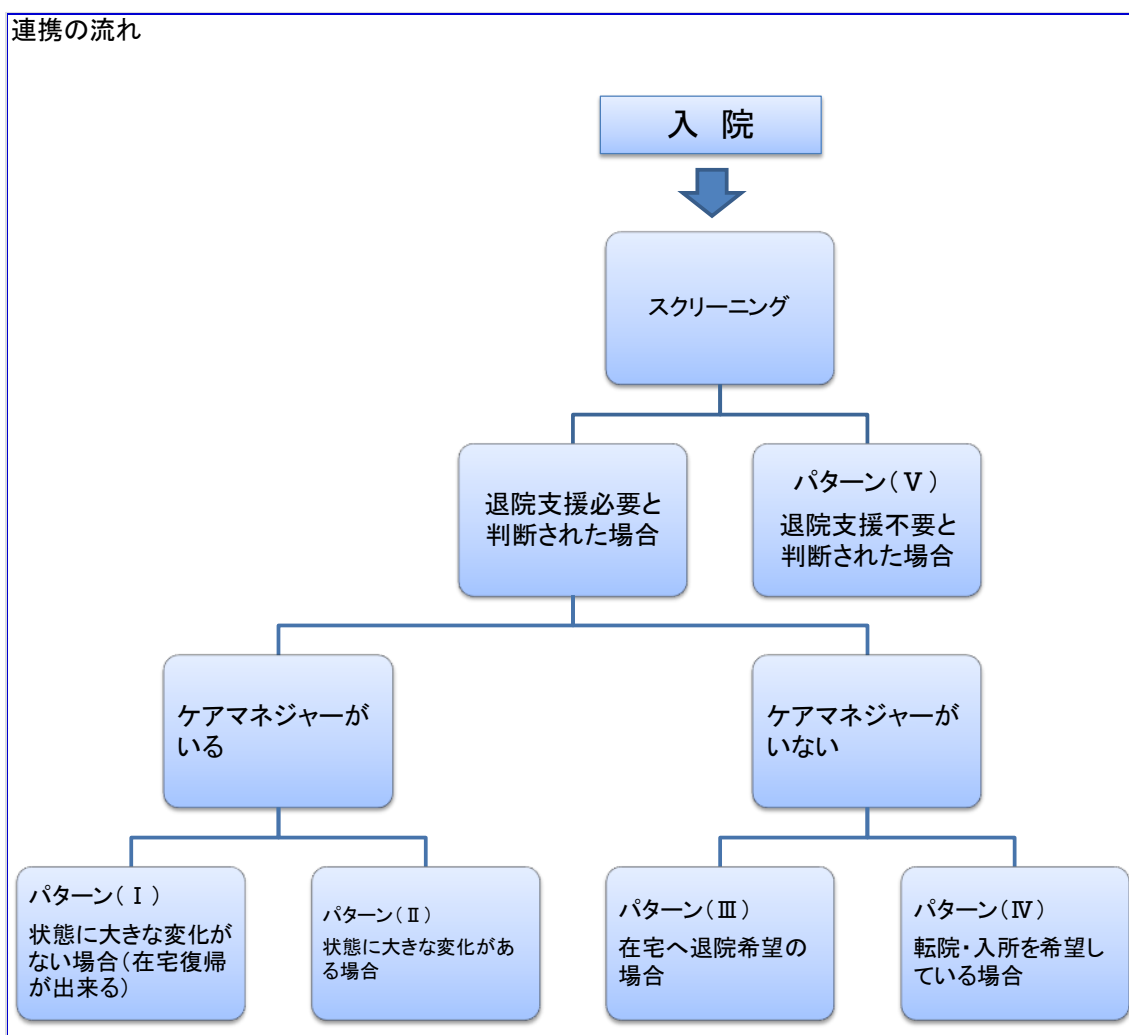 連携の流れ
入 院
スクリーニング
退院支援必要と
判断された場合
パターン(Ⅴ)
退院支援不要と
判断された場合
ケアマネジャーが
いる
ケアマネジャーが
いない
パターン(Ⅰ)
状態に大きな変化が
ない場合(在宅復帰
が出来る)
パターン(Ⅱ)
状態に大きな変化があ
る場合
パターン(Ⅲ)
在宅へ退院希望の
場合
パターン(Ⅳ)
転院・入所を希望し
ている場合